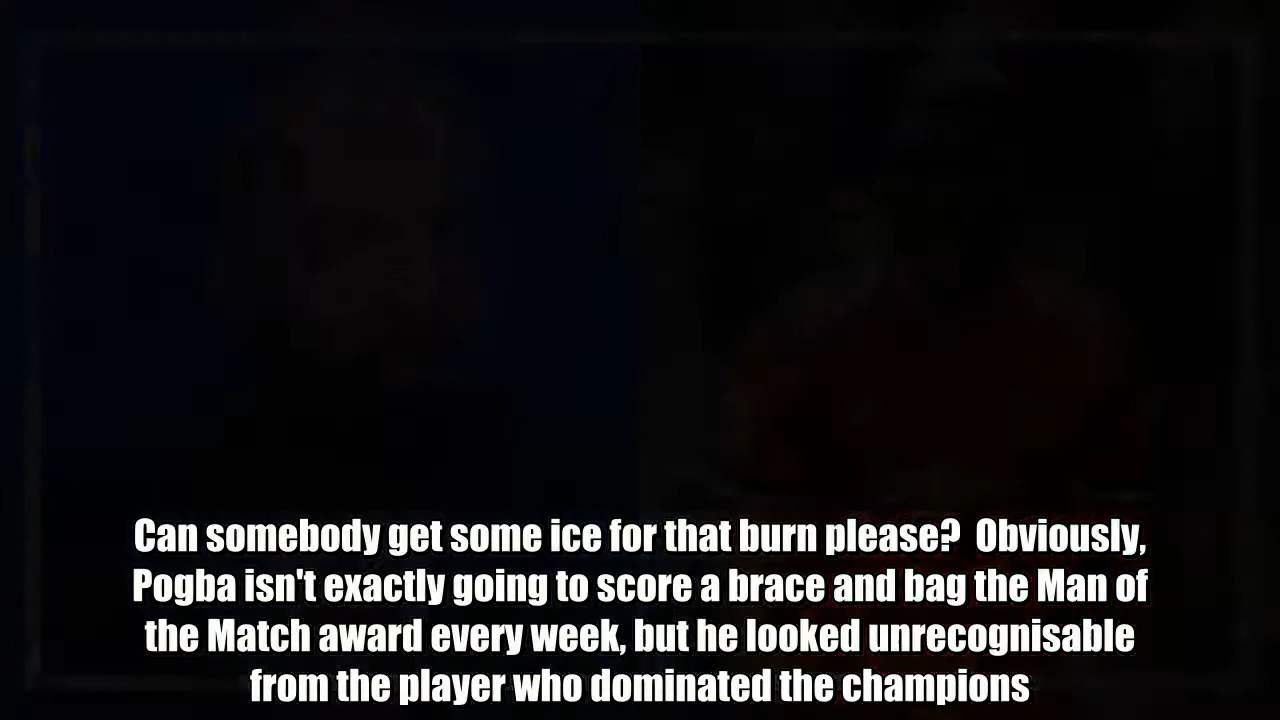 Can somebody get some ice for that burn please?  Obviously,
Pogba isn't exactly going to score a brace and bag the Man of
the Match award every week, but he looked unrecognisable
from the player who dominated the champions